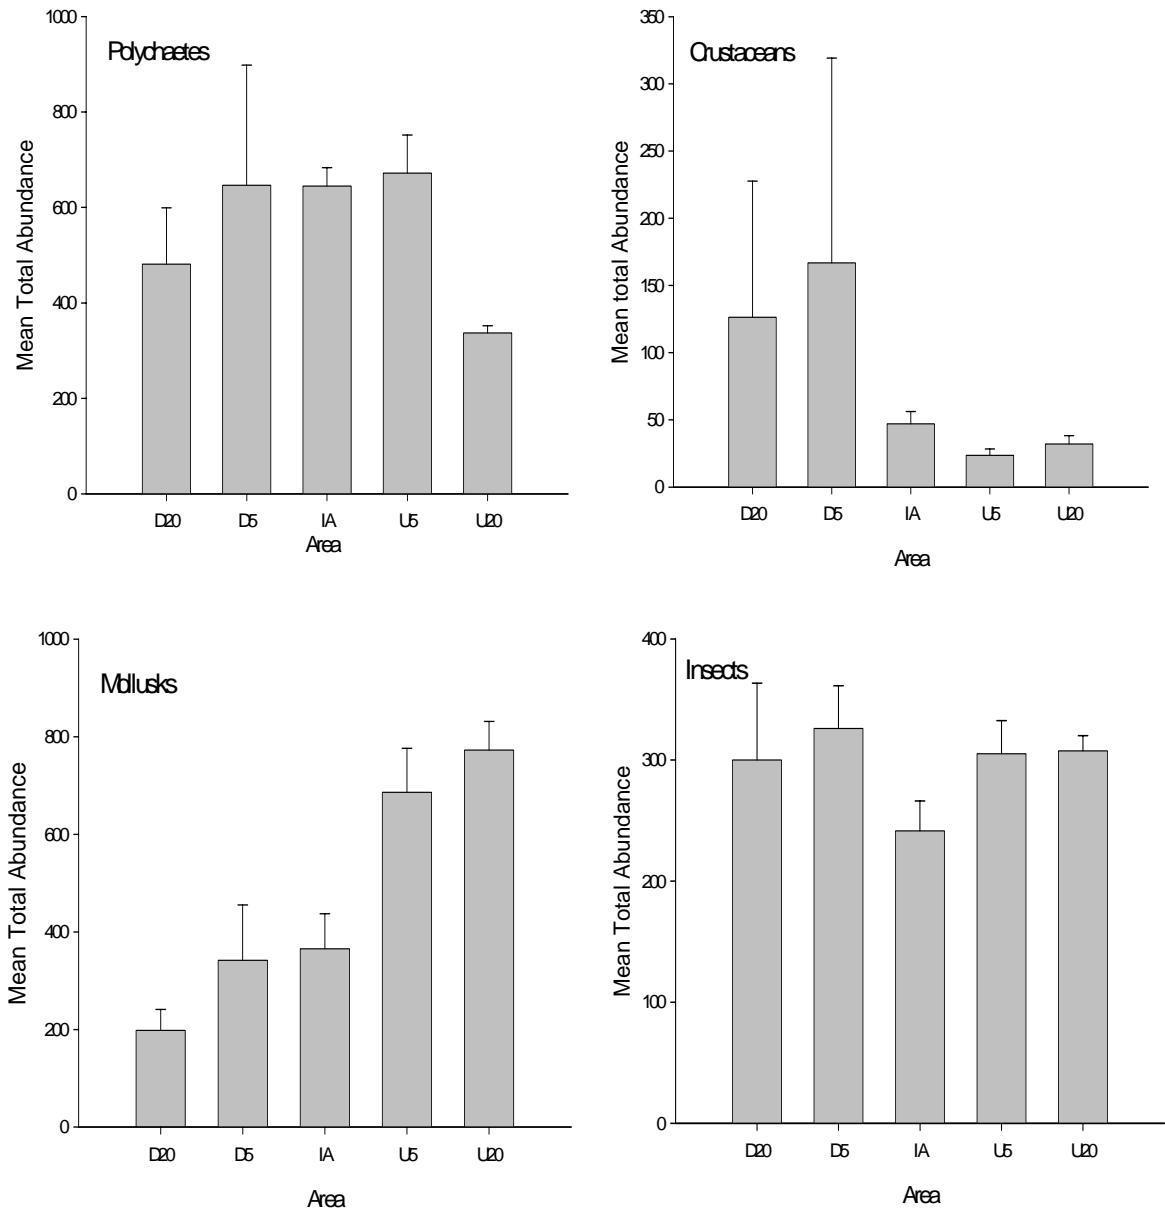 Polychaetes
Mean Total Abundance
1000
800
600
400
200
0
D20 D5 IA U5 U20
Area
Crustaceans
Mean total Abundance
350
300
250
200
150
100
50
0
D20 D5 IA U5 U20
Area
Mollusks
Mean Total Abundance
1000
800
600
400
200
0
D20 D5 IA U5 U20
Area
Insects
Mean Total Abundance
400
300
200
100
0
D20 D5 IA U5 U20
Area